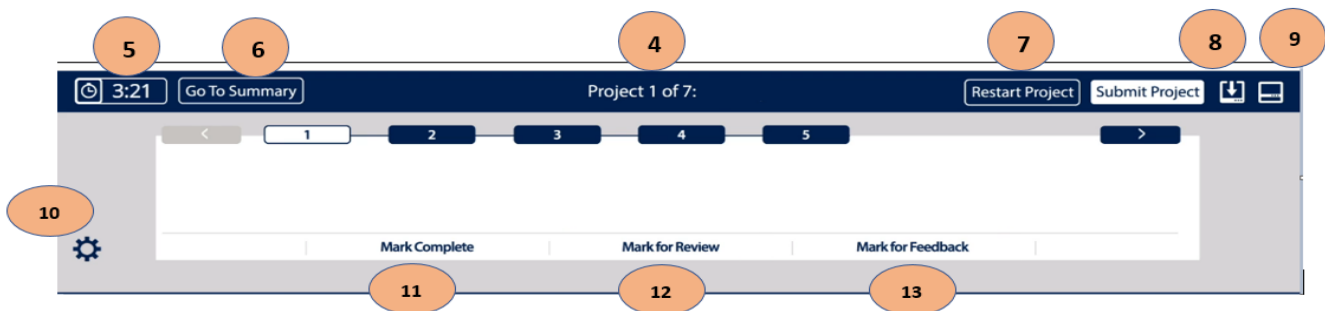 5 6 4 7 8 9
3:21 Go To Summary Project 1 of 7: Restart Project Submit Project
< 1 2 3 4 5 >
10
Mark Complete Mark for Review Mark for Feedback
11 12 13